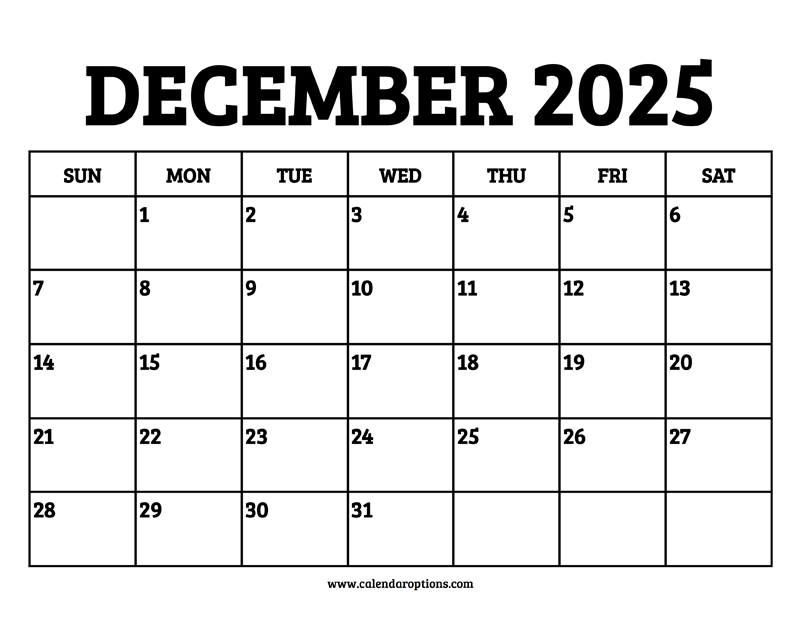 DECEMBER 2025
SUN MON TUE WED THU FRI SAT
1 2 3 4 5 6
7 8 9 10 11 12 13
14 15 16 17 18 19 20
21 22 23 24 25 26 27
28 29 30 31
www.calendaroptions.com